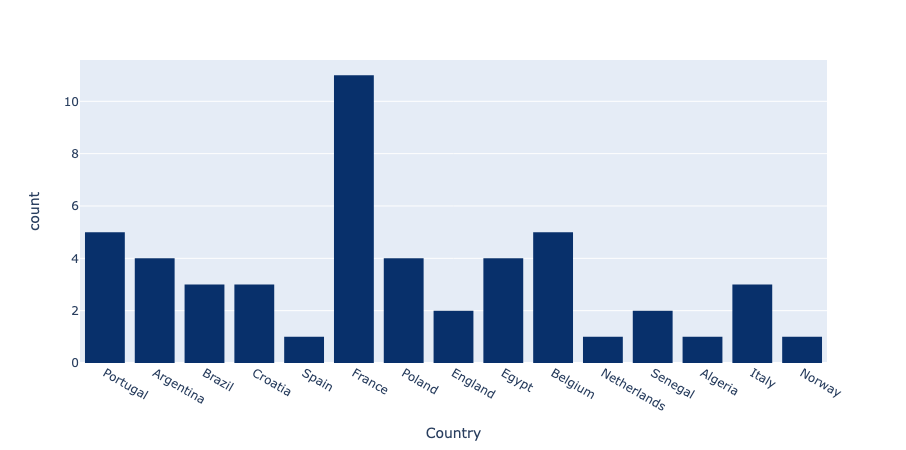 10
8
6
4
2
0
count
Portugal
Argentina
Brazil
Croatia
Spain
France
Poland
England
Egypt
Belgium
Netherlands
Senegal
Algeria
Italy
Norway
Country